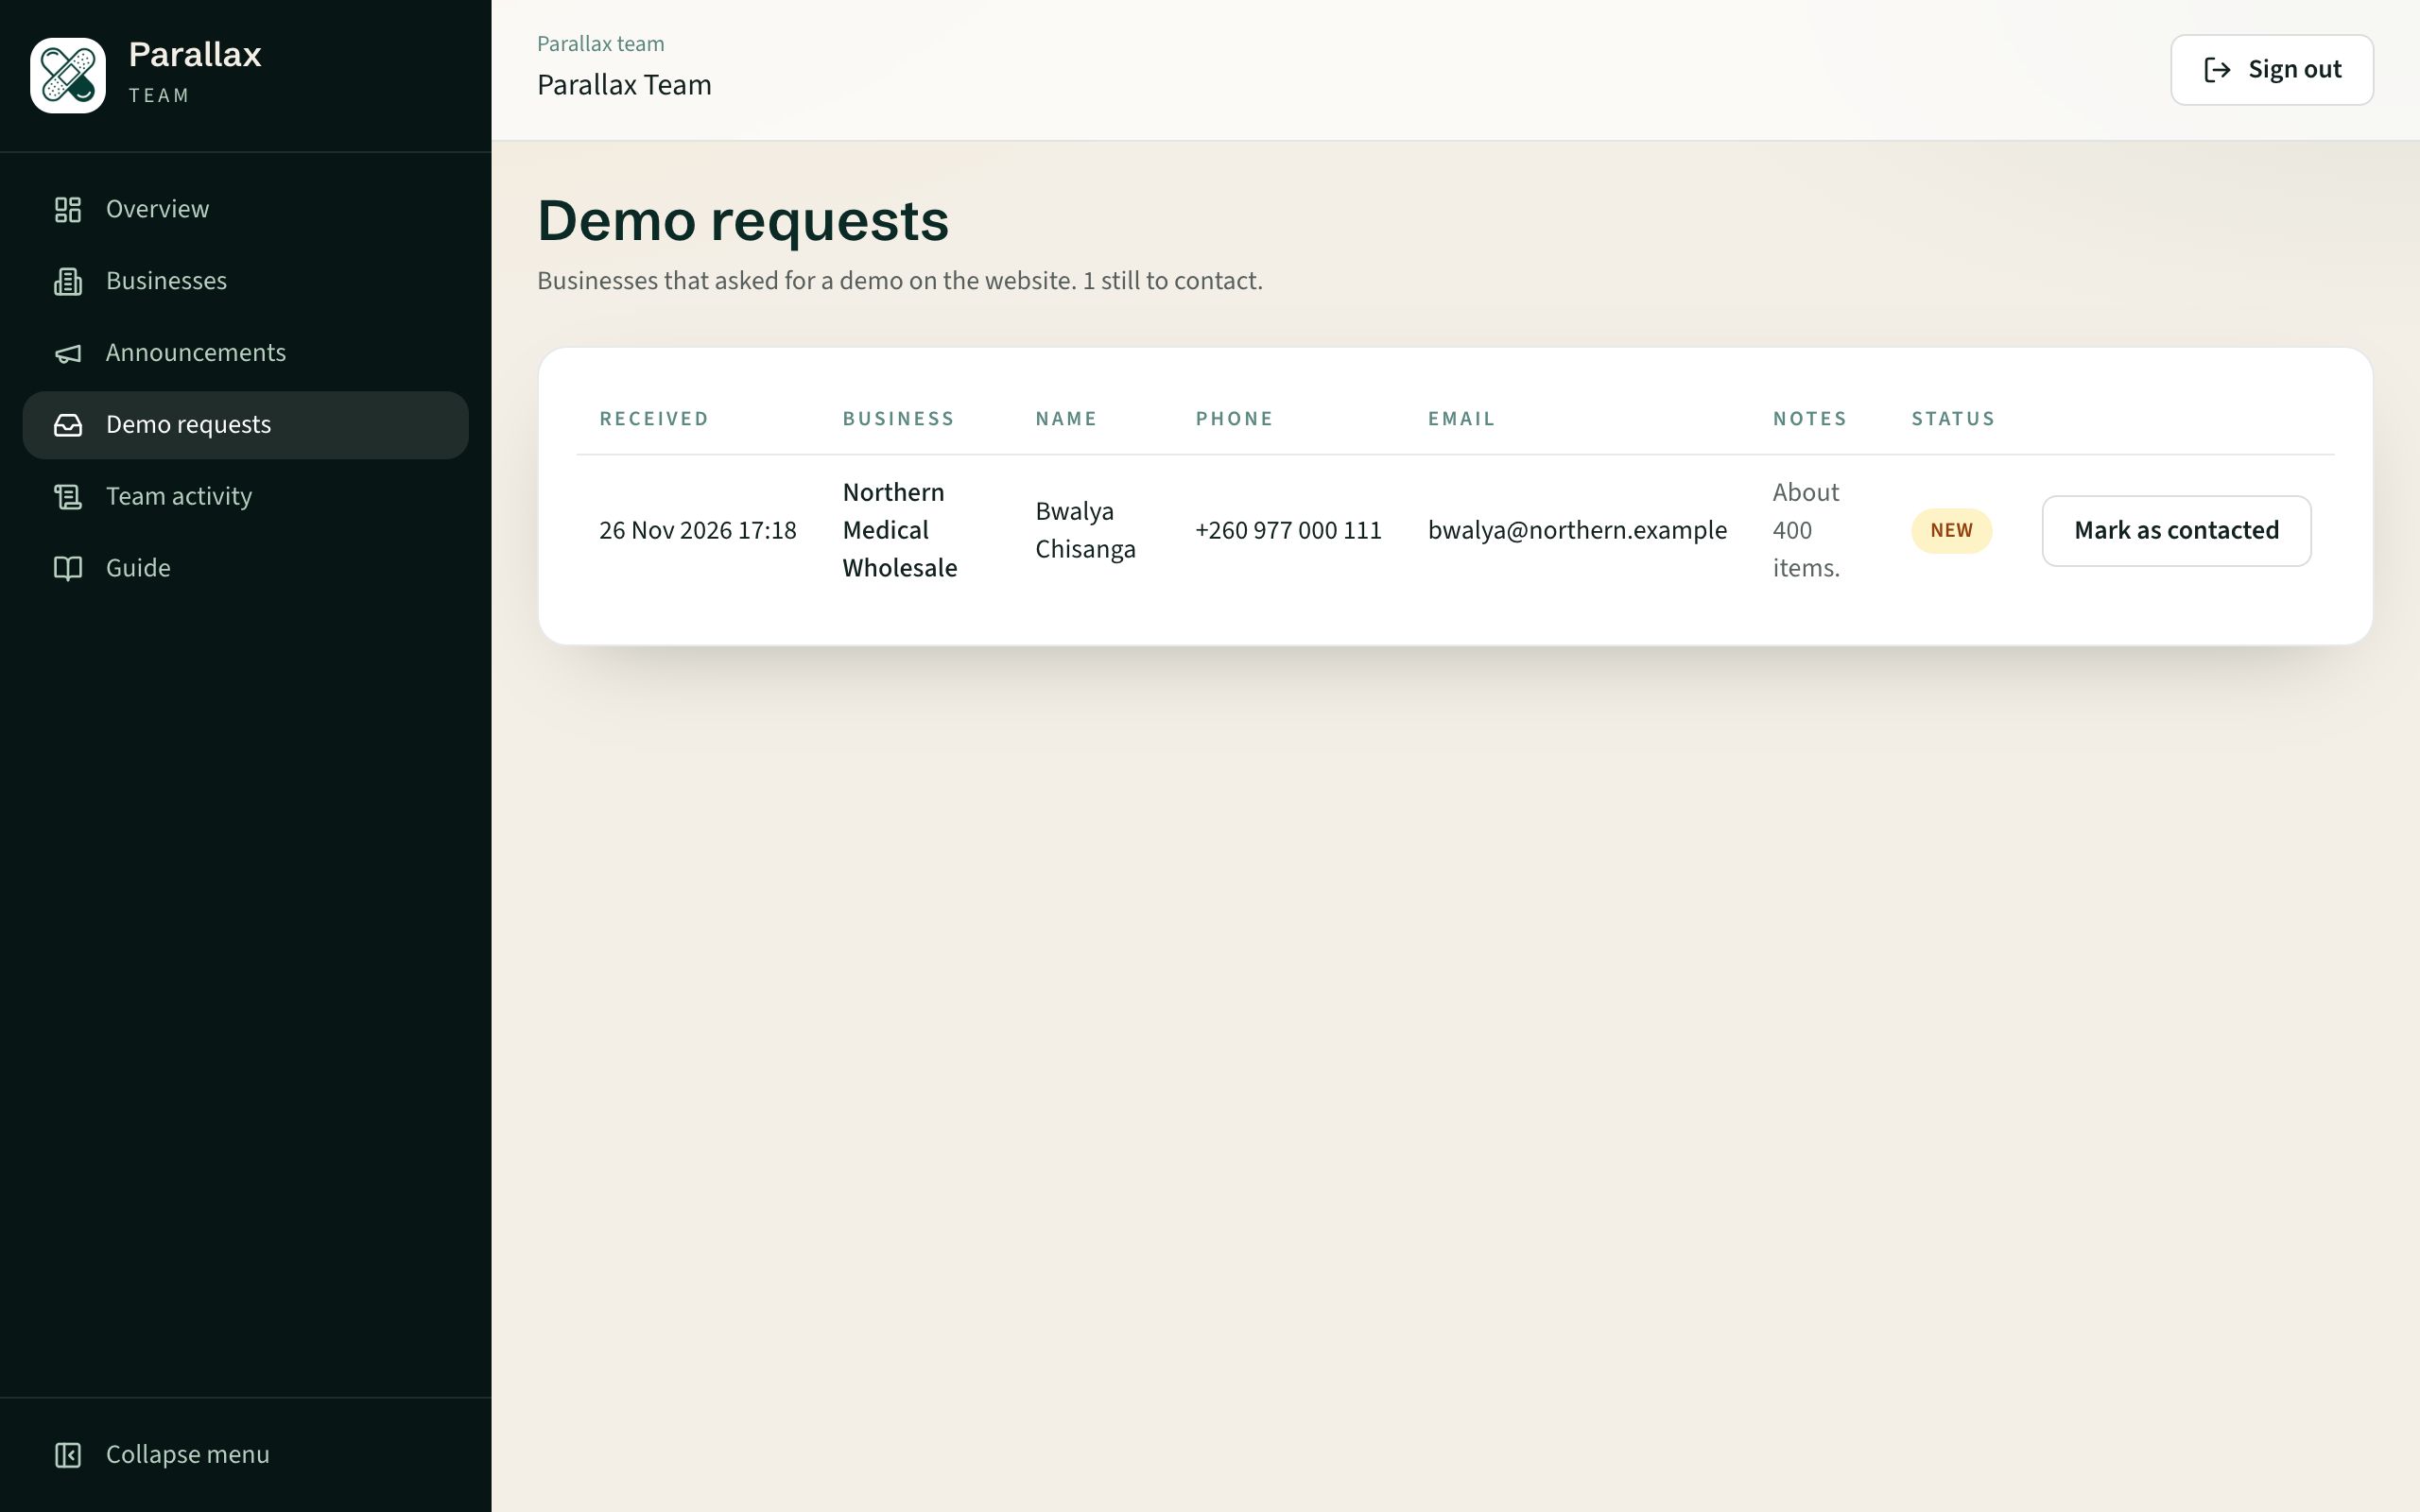 Parallax
TEAM
Overview
Businesses
Announcements
Demo requests
Team activity
Guide
Collapse menu
Parallax team
Parallax Team
Sign out
Demo requests
Businesses that asked for a demo on the website. 1 still to contact.
RECEIVED BUSINESS NAME PHONE EMAIL NOTES STATUS
26 Nov 2026 17:18
Northern
Medical
Wholesale
Bwalya
Chisanga
+260 977 000 111
bwalya@northern.example
About
400
items.
NEW
Mark as contacted